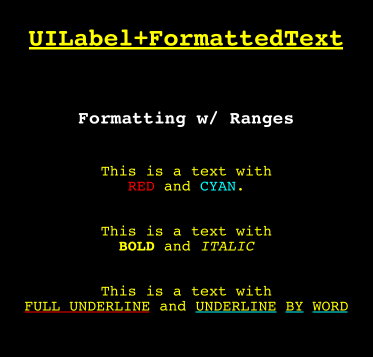 UILabel+FormattedText
Formatting w/ Ranges
This is a text with
RED and CYAN.
This is a text with
BOLD and ITALIC
This is a text with
FULL UNDERLINE and UNDERLINE BY WORD